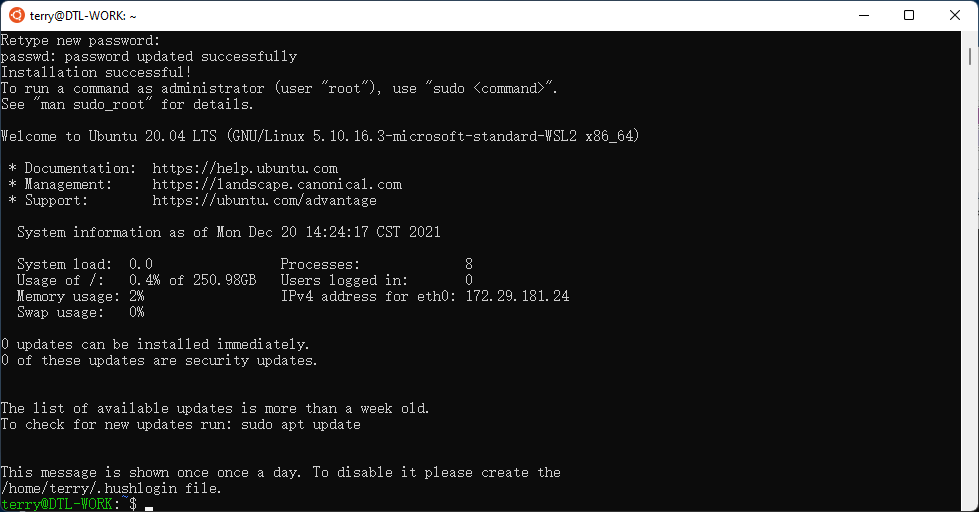 terry@DTL-WORK: ~
Retype new password:
passwd: password updated successfully
Installation successful!
To run a command as administrator (user "root"), use "sudo <command>".
See "man sudo_root" for details.
Welcome to Ubuntu 20.04 LTS (GNU/Linux 5.10.16.3-microsoft-standard-WSL2 x86_64)
* Documentation:  https://help.ubuntu.com
* Management:     https://landscape.canonical.com
* Support:        https://ubuntu.com/advantage
System information as of Mon Dec 20 14:24:17 CST 2021
System load:  0.0                Processes:             8
Usage of /:   0.4% of 250.98GB   Users logged in:       0
Memory usage: 2%                 IPv4 address for eth0: 172.29.181.24
Swap usage:   0%
0 updates can be installed immediately.
0 of these updates are security updates.
The list of available updates is more than a week old.
To check for new updates run: sudo apt update
This message is shown once once a day. To disable it please create the
/home/terry/.hushlogin file.
terry@DTL-WORK:~$